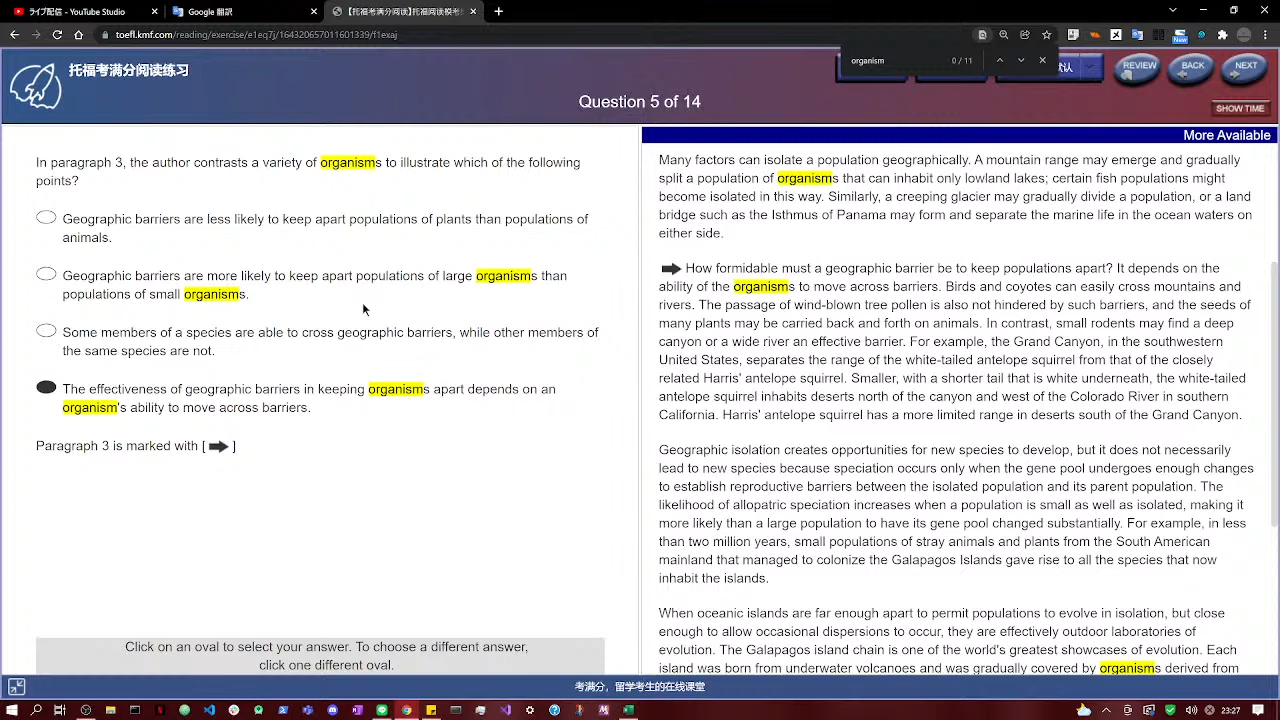 ライブ配信 - YouTube Studio
Google 翻訳
【托福考满分阅读】托福阅读模考
toefl.kmf.com/reading/exercise/e1eq7j/164320657011601339/f1exaj
organism
0/11
托福考满分阅读练习
默认
REVIEW
BACK
NEXT
Question 5 of 14
SHOW TIME
More Available
In paragraph 3, the author contrasts a variety of organisms to illustrate which of the following
points?
Geographic barriers are less likely to keep apart populations of plants than populations of
animals.
Geographic barriers are more likely to keep apart populations of large organisms than
populations of small organisms.
Some members of a species are able to cross geographic barriers, while other members of
the same species are not.
The effectiveness of geographic barriers in keeping organisms apart depends on an
organism's ability to move across barriers.
Paragraph 3 is marked with [ ➡ ]
Click on an oval to select your answer. To choose a different answer,
click one different oval.
Many factors can isolate a population geographically. A mountain range may emerge and gradually
split a population of organisms that can inhabit only lowland lakes; certain fish populations might
become isolated in this way. Similarly, a creeping glacier may gradually divide a population, or a land
bridge such as the Isthmus of Panama may form and separate the marine life in the ocean waters on
either side.
➡ How formidable must a geographic barrier be to keep populations apart? It depends on the
ability of the organisms to move across barriers. Birds and coyotes can easily cross mountains and
rivers. The passage of wind-blown tree pollen is also not hindered by such barriers, and the seeds of
many plants may be carried back and forth on animals. In contrast, small rodents may find a deep
canyon or a wide river an effective barrier. For example, the Grand Canyon, in the southwestern
United States, separates the range of the white-tailed antelope squirrel from that of the closely
related Harris' antelope squirrel. Smaller, with a shorter tail that is white underneath, the white-tailed
antelope squirrel inhabits deserts north of the canyon and west of the Colorado River in southern
California. Harris' antelope squirrel has a more limited range in deserts south of the Grand Canyon.
Geographic isolation creates opportunities for new species to develop, but it does not necessarily
lead to new species because speciation occurs only when the gene pool undergoes enough changes
to establish reproductive barriers between the isolated population and its parent population. The
likelihood of allopatric speciation increases when a population is small as well as isolated, making it
more likely than a large population to have its gene pool changed substantially. For example, in less
than two million years, small populations of stray animals and plants from the South American
mainland that managed to colonize the Galapagos Islands gave rise to all the species that now
inhabit the islands.
When oceanic islands are far enough apart to permit populations to evolve in isolation, but close
enough to allow occasional dispersions to occur, they are effectively outdoor laboratories of
evolution. The Galapagos island chain is one of the world's greatest showcases of evolution. Each
island was born from underwater volcanoes and was gradually covered by organisms derived from
考满分，留学考生的在线课堂
23:27